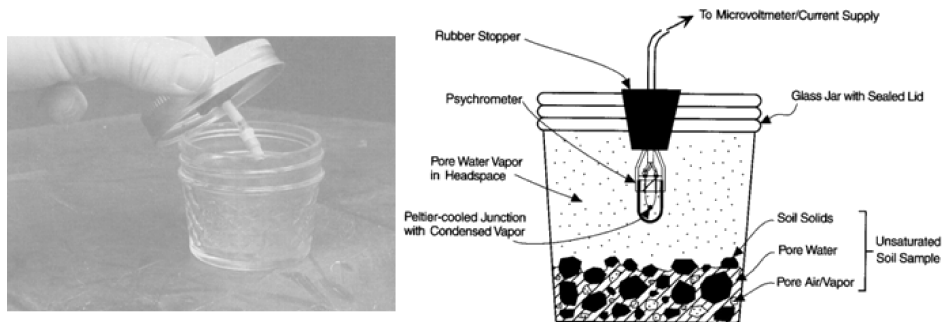 To Microvoltmeter/Current Supply
Rubber Stopper
Psychrometer
Glass Jar with Sealed Lid
Pore Water Vapor
in Headspace
Peltier-cooled Junction
with Condensed Vapor
Soil Solids
Pore Water
Pore Air/Vapor
Unsaturated
Soil Sample